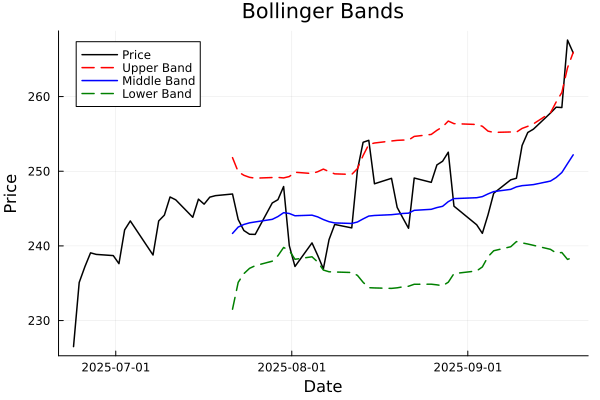 Bollinger Bands
Price
Upper Band
Middle Band
Lower Band
Price
260
250
240
230
2025-07-01
2025-08-01
2025-09-01
Date